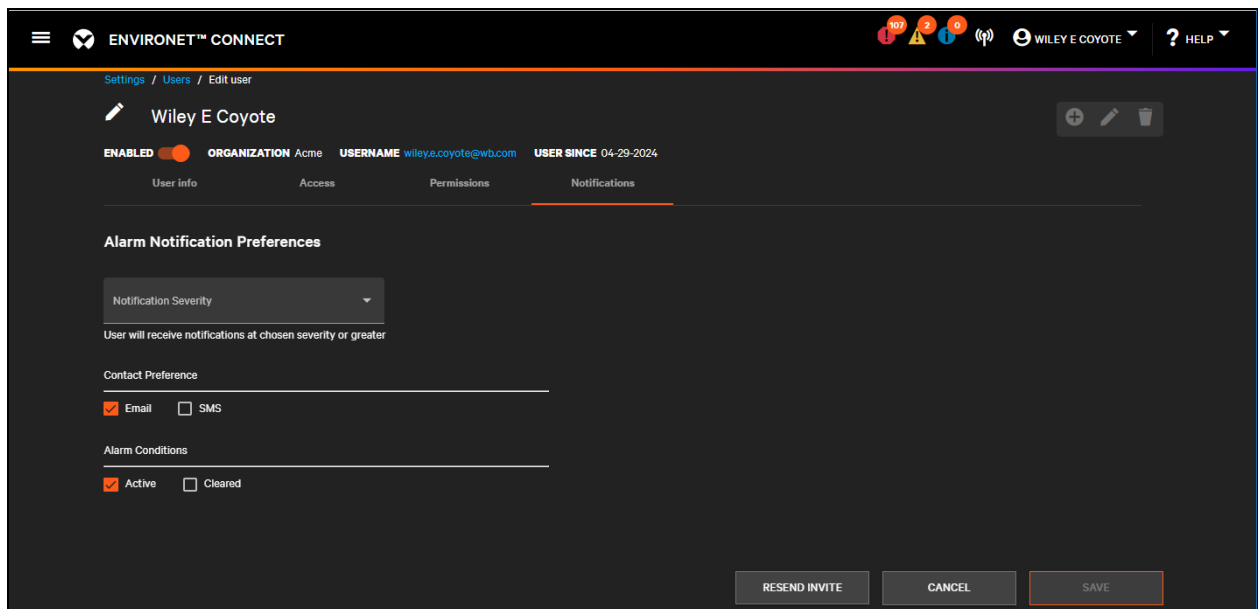 ENVIRONET™ CONNECT 107 2 0 WILEY E COYOTE ? HELP
Settings / Users / Edit user
Wiley E Coyote
ENABLED ORGANIZATION Acme USERNAME wiley.e.coyote@wb.com USER SINCE 04-29-2024
User info Access Permissions Notifications
Alarm Notification Preferences
Notification Severity
User will receive notifications at chosen severity or greater
Contact Preference
Email SMS
Alarm Conditions
Active Cleared
RESEND INVITE CANCEL SAVE